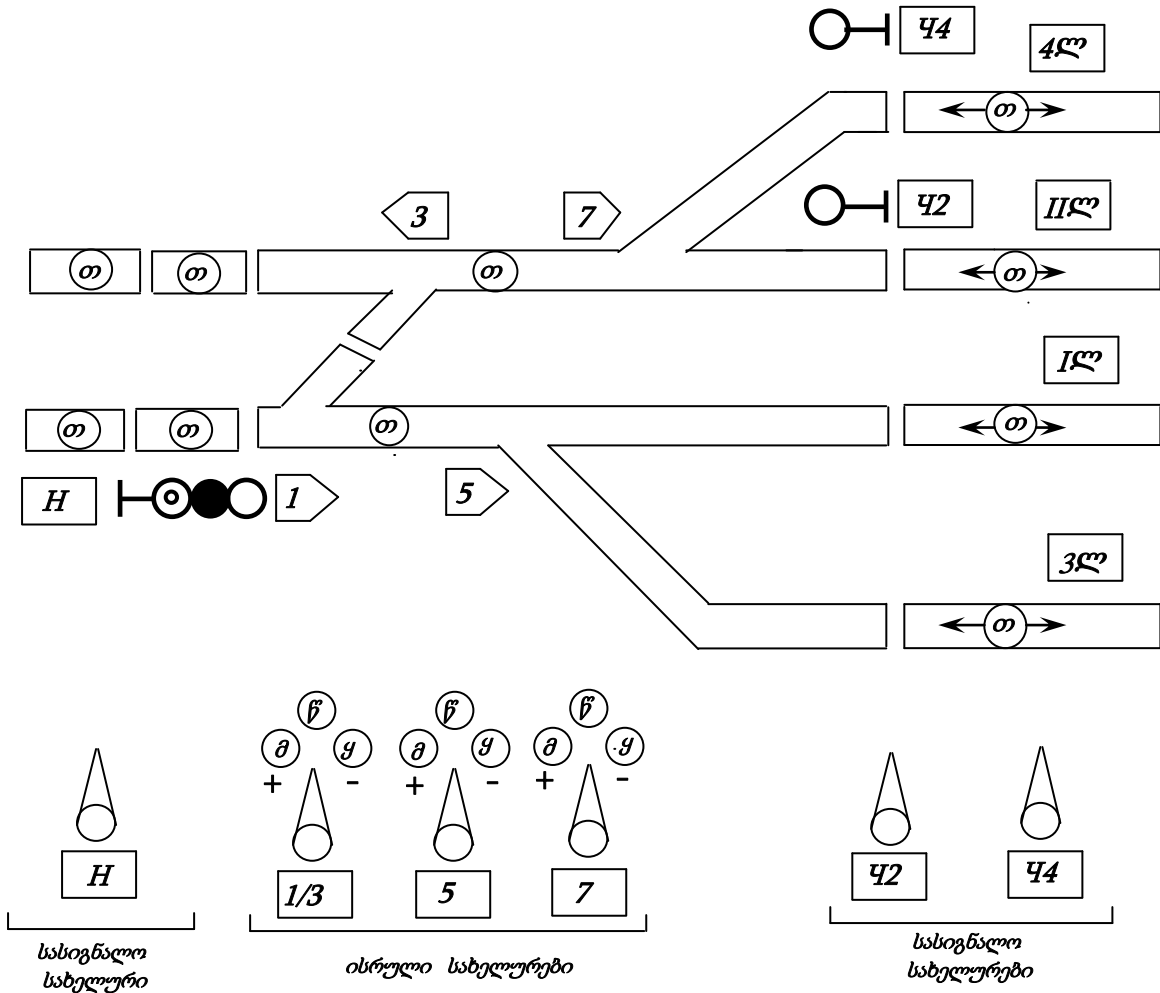 Ч4
4ლ
თ
3
7
Ч2
IIლ
თ
თ
თ
თ
Iლ
თ
თ
თ
თ
H
1
5
3ლ
თ
წ
წ
წ
მ
ყ
მ
ყ
მ
.ყ
+
-
+
-
+
-
H
1/3
5
7
Ч2
Ч4
სასიგნალო
სახელური
ისრული სახელურები
სასიგნალო
სახელურები